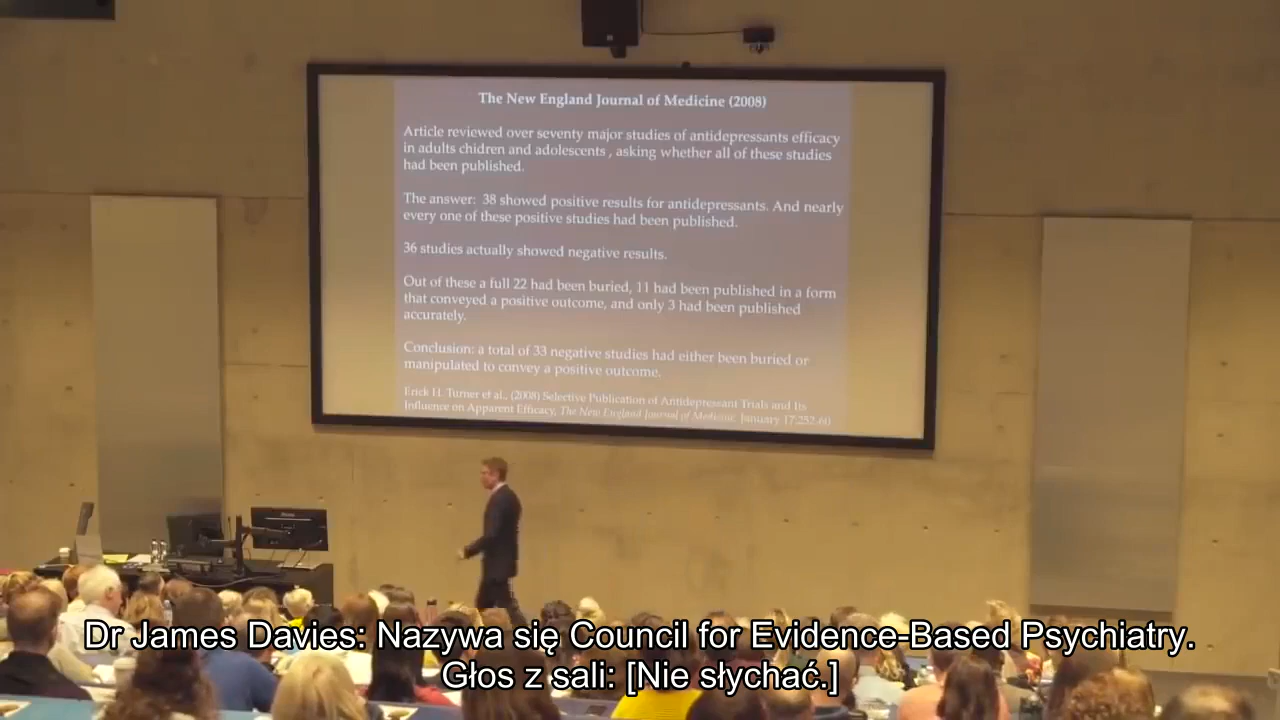 The New England Journal of Medicine (2008)
Article reviewed over seventy major studies of antidepressants efficacy
in adults chidren and adolescents , asking whether all of these studies
had been published.
The answer: 38 showed positive results for antidepressants. And nearly
every one of these positive studies had been published.
36 studies actually showed negative results.
Out of these a full 22 had been buried, 11 had been published in a form
that conveyed a positive outcome, and only 3 had been published
accurately.
Conclusion: a total of 33 negative studies had either been buried or
manipulated to convey a positive outcome.
Erick H. Turner et al., (2008) Selective Publication of Antidepressant Trials and Its
Influence on Apparent Efficacy, The New England Journal of Medicine. January 17:252-60
Dr James Davies: Nazywa się Council for Evidence-Based Psychiatry.
Głos z sali: [Nie słychać.]